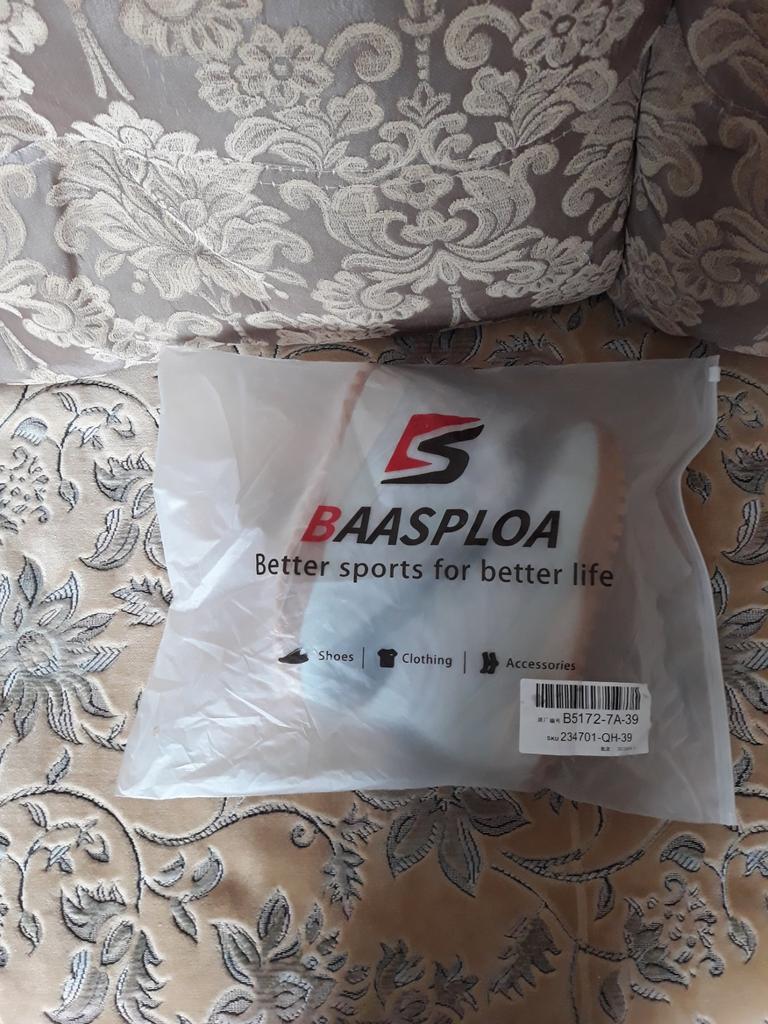 BAASPLOA
Better sports for better life
Shoes | Clothing | Accessories
B5172-7A-39
SKU 234701-QH-39